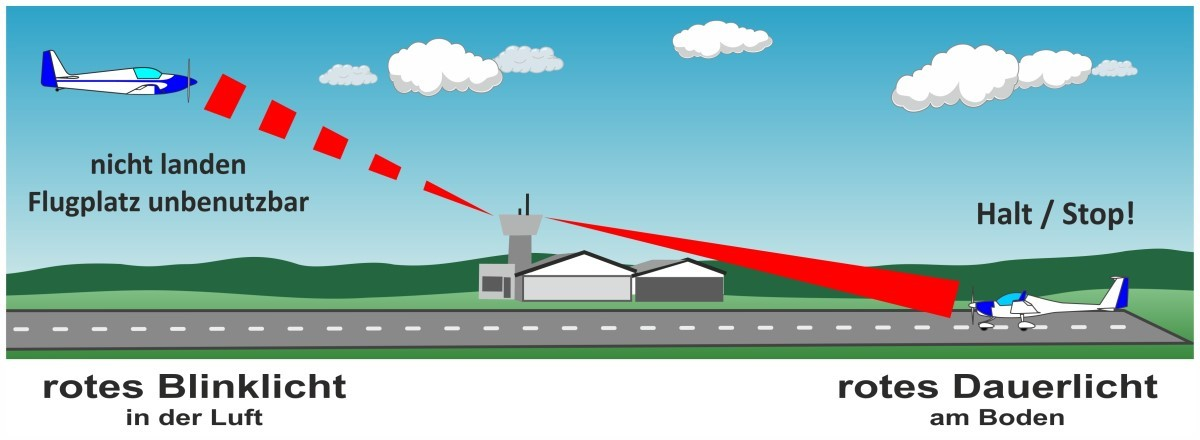 nicht landen
Flugplatz unbenutzbar
Halt / Stop!
rotes Blinklicht
in der Luft
rotes Dauerlicht
am Boden